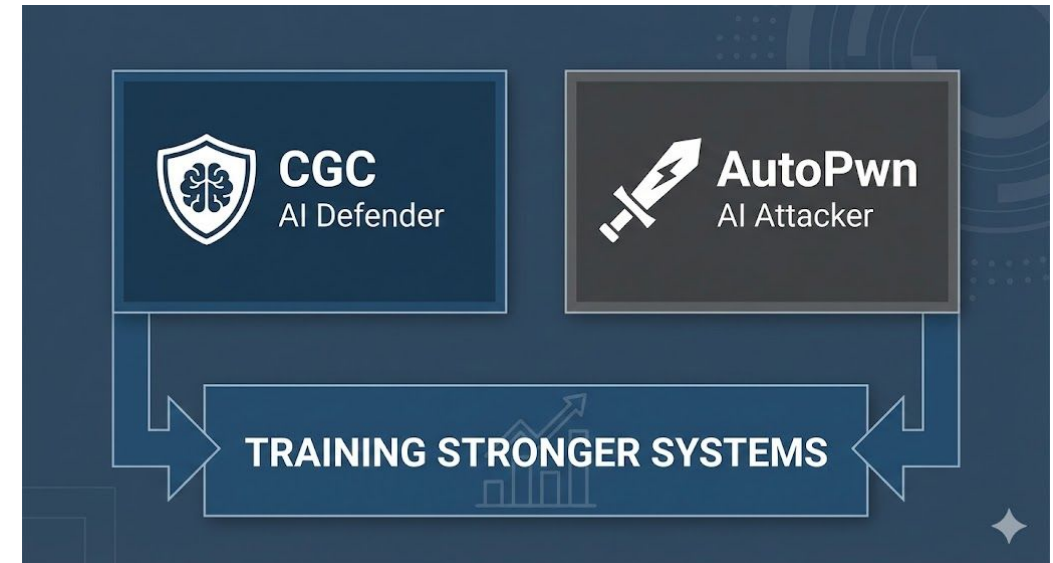 CGC
AI Defender
AutoPwn
AI Attacker
TRAINING STRONGER SYSTEMS